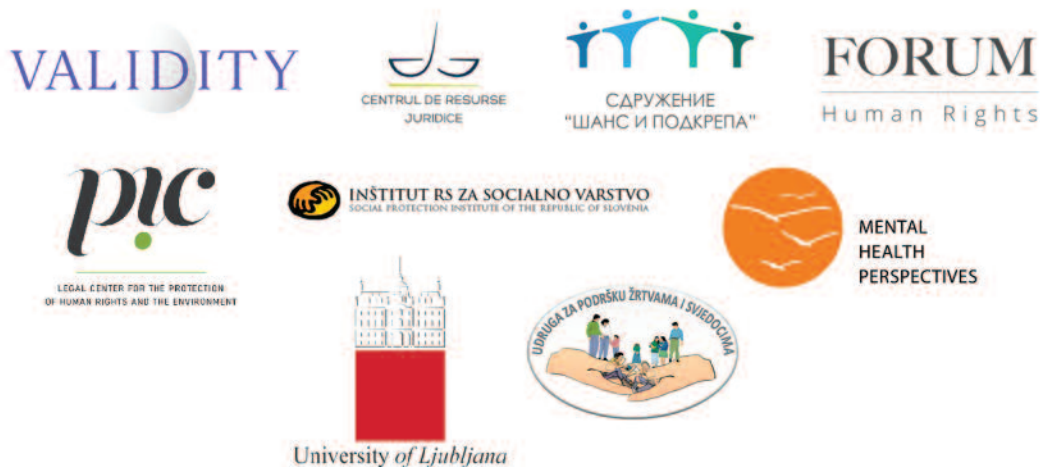 VALIDITY
CENTRUL DE RESURSE
JURIDICE
СДРУЖЕНИЕ
"ШАНС И ПОДКРЕПА"
FORUM
Human Rights
pic
LEGAL CENTER FOR THE PROTECTION
OF HUMAN RIGHTS AND THE ENVIRONMENT
INŠTITUT RS ZA SOCIALNO VARSTVO
SOCIAL PROTECTION INSTITUTE OF THE REPUBLIC OF SLOVENIA
MENTAL
HEALTH
PERSPECTIVES
University of Ljubljana
UDRUGA ZA PODRŠKU ŽRTVAMA I SVJEDOCIMA